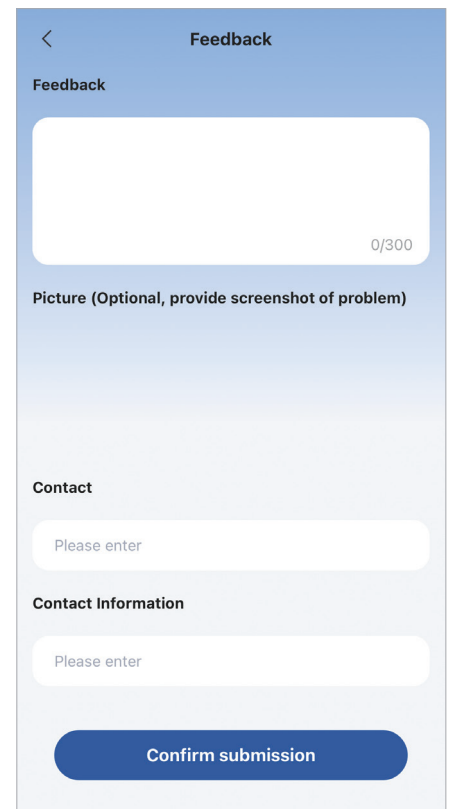 Feedback
Feedback
0/300
Picture (Optional, provide screenshot of problem)
Contact
Please enter
Contact Information
Please enter
Confirm submission